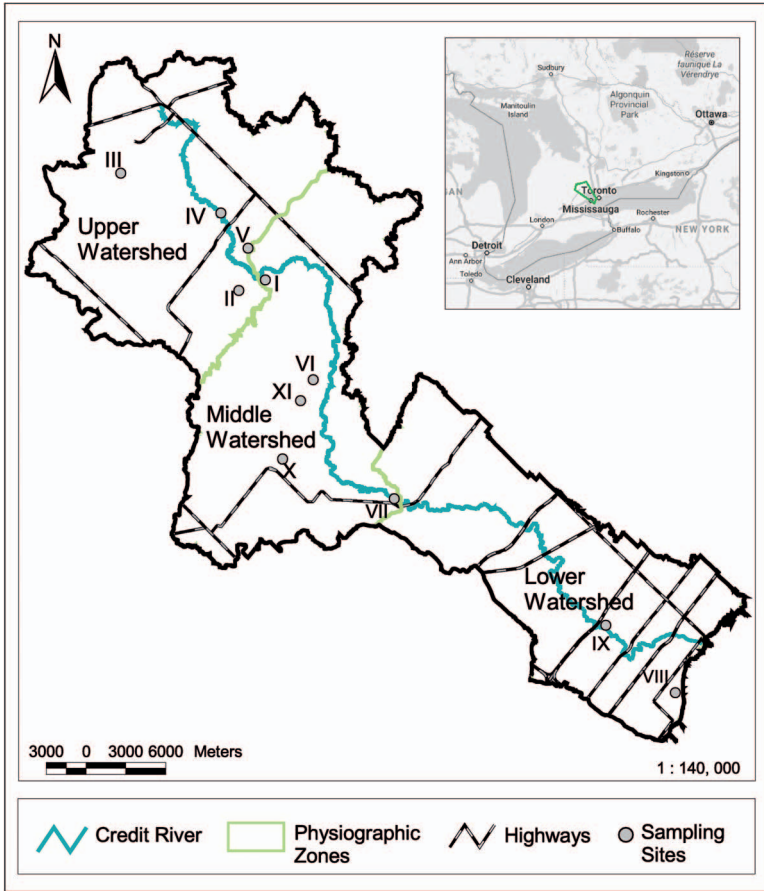 N
III
Upper
Watershed
IV
V
I
II
VI
XI
Middle
Watershed
X
VII
Lower
Watershed
IX
VIII
Sudbury
Réserve
faunique La
Vérendrye
Manitoulin
Island
Algonquin
Provincial
Park
Ottawa
Kingston
Toronto
Mississauga
GAN
London
Rochester
Buffalo
NEW YORK
Detroit
Ann Arbor
Toledo
Cleveland
3000 0 3000 6000 Meters
1 : 140, 000
Credit River
Physiographic
Zones
Highways
Sampling
Sites